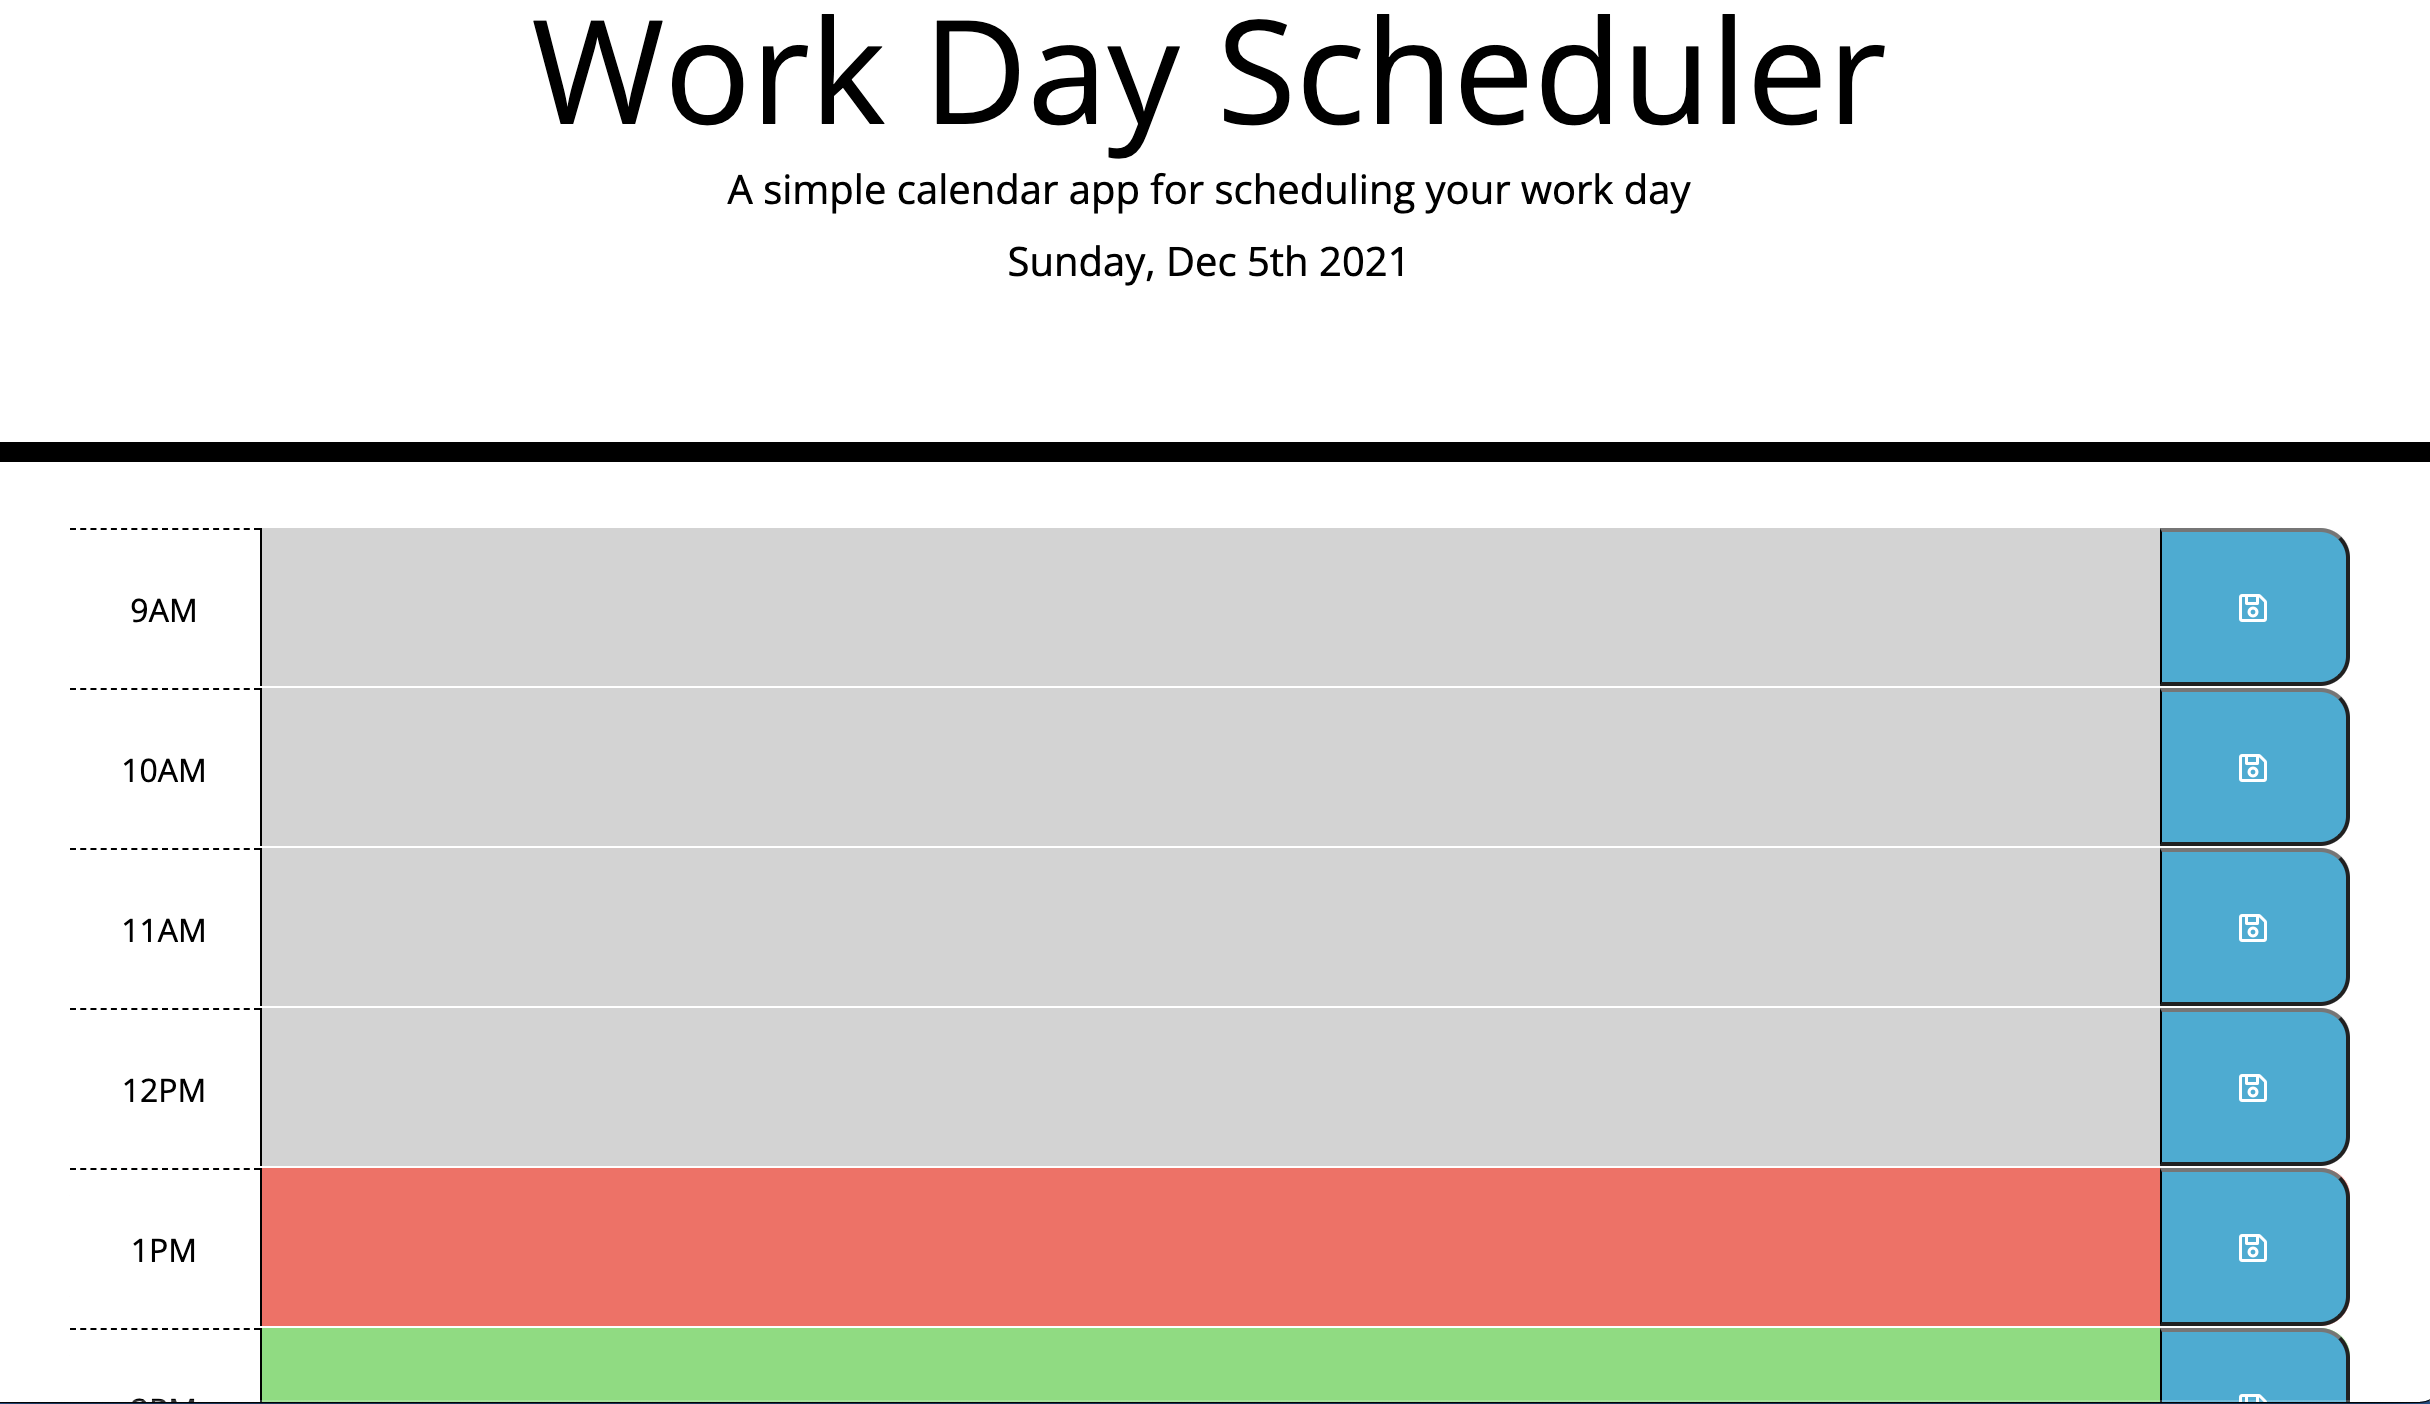 Work Day Scheduler
A simple calendar app for scheduling your work day
Sunday, Dec 5th 2021
9AM
10AM
11AM
12PM
1PM